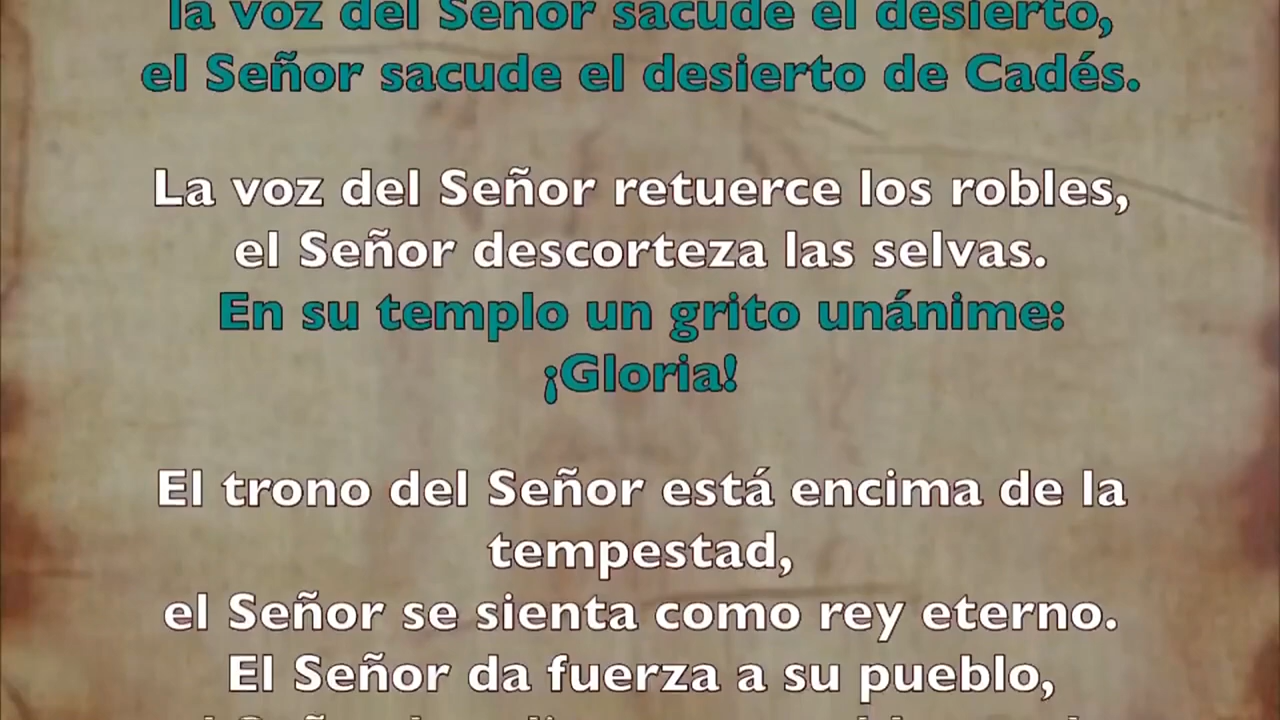 la voz del Señor sacude el desierto,
el Señor sacude el desierto de Cadés.
La voz del Señor retuerce los robles,
el Señor descorteza las selvas.
En su templo un grito unánime:
¡Gloria!
El trono del Señor está encima de la
tempestad,
el Señor se sienta como rey eterno.
El Señor da fuerza a su pueblo,